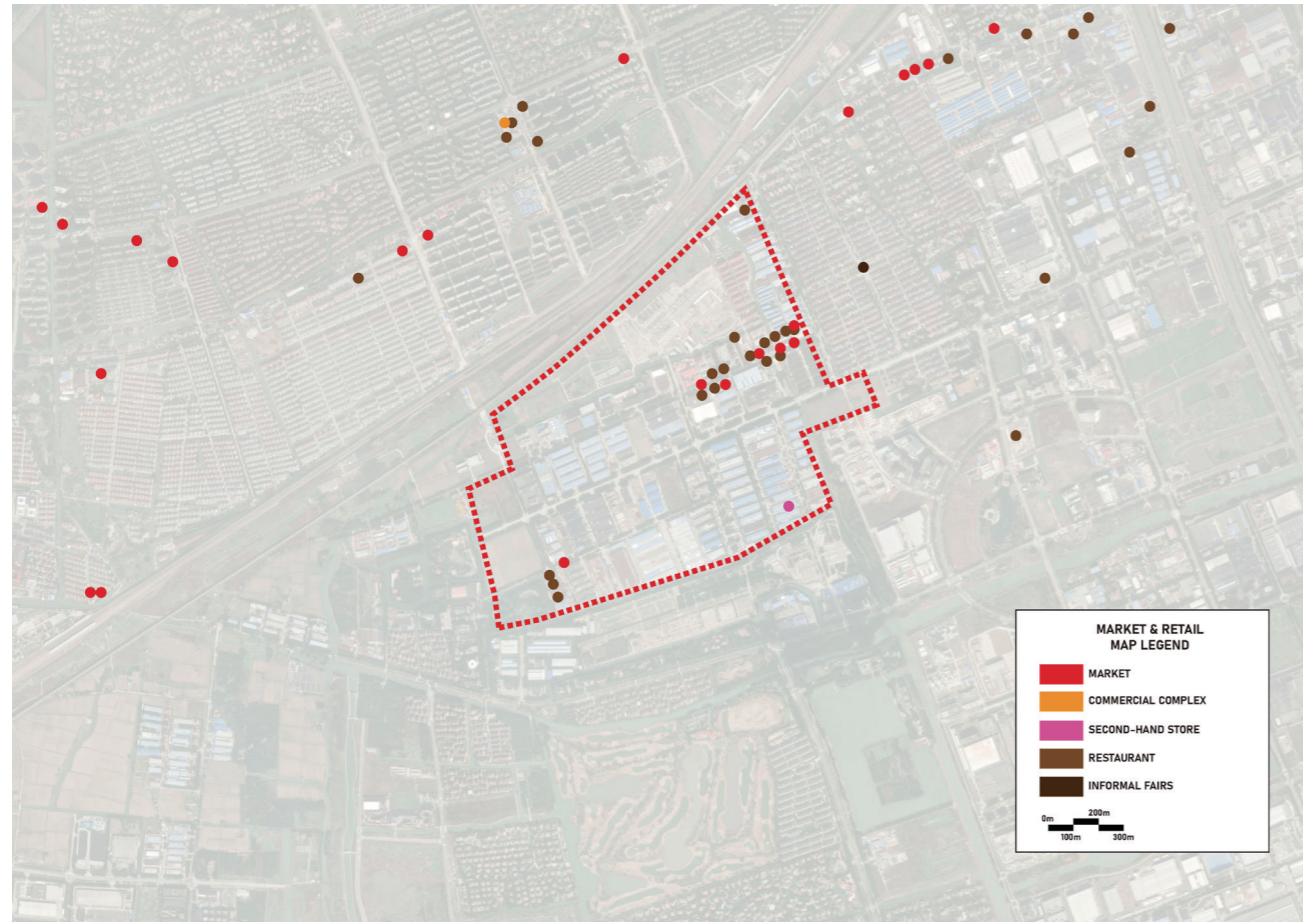 MARKET & RETAIL
MAP LEGEND
MARKET
COMMERCIAL COMPLEX
SECOND-HAND STORE
RESTAURANT
INFORMAL FAIRS
0m 200m
100m 300m